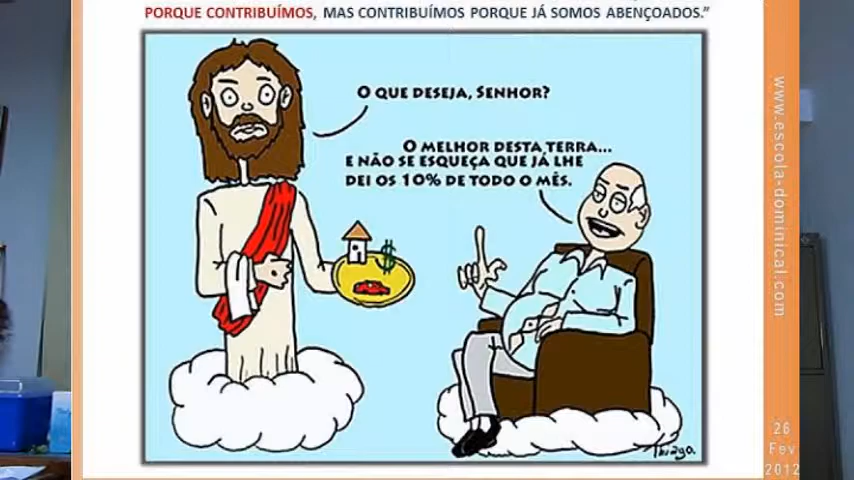 PORQUE CONTRIBUÍMOS, MAS CONTRIBUÍMOS PORQUE JÁ SOMOS ABENÇOADOS."
O QUE DESEJA, SENHOR?
O MELHOR DESTA TERRA...
E NÃO SE ESQUEÇA QUE JÁ LHE
DEI OS 10% DE TODO O MÊS.
$
Thiago.
www.escola-dominical.com
26
Fev
2012